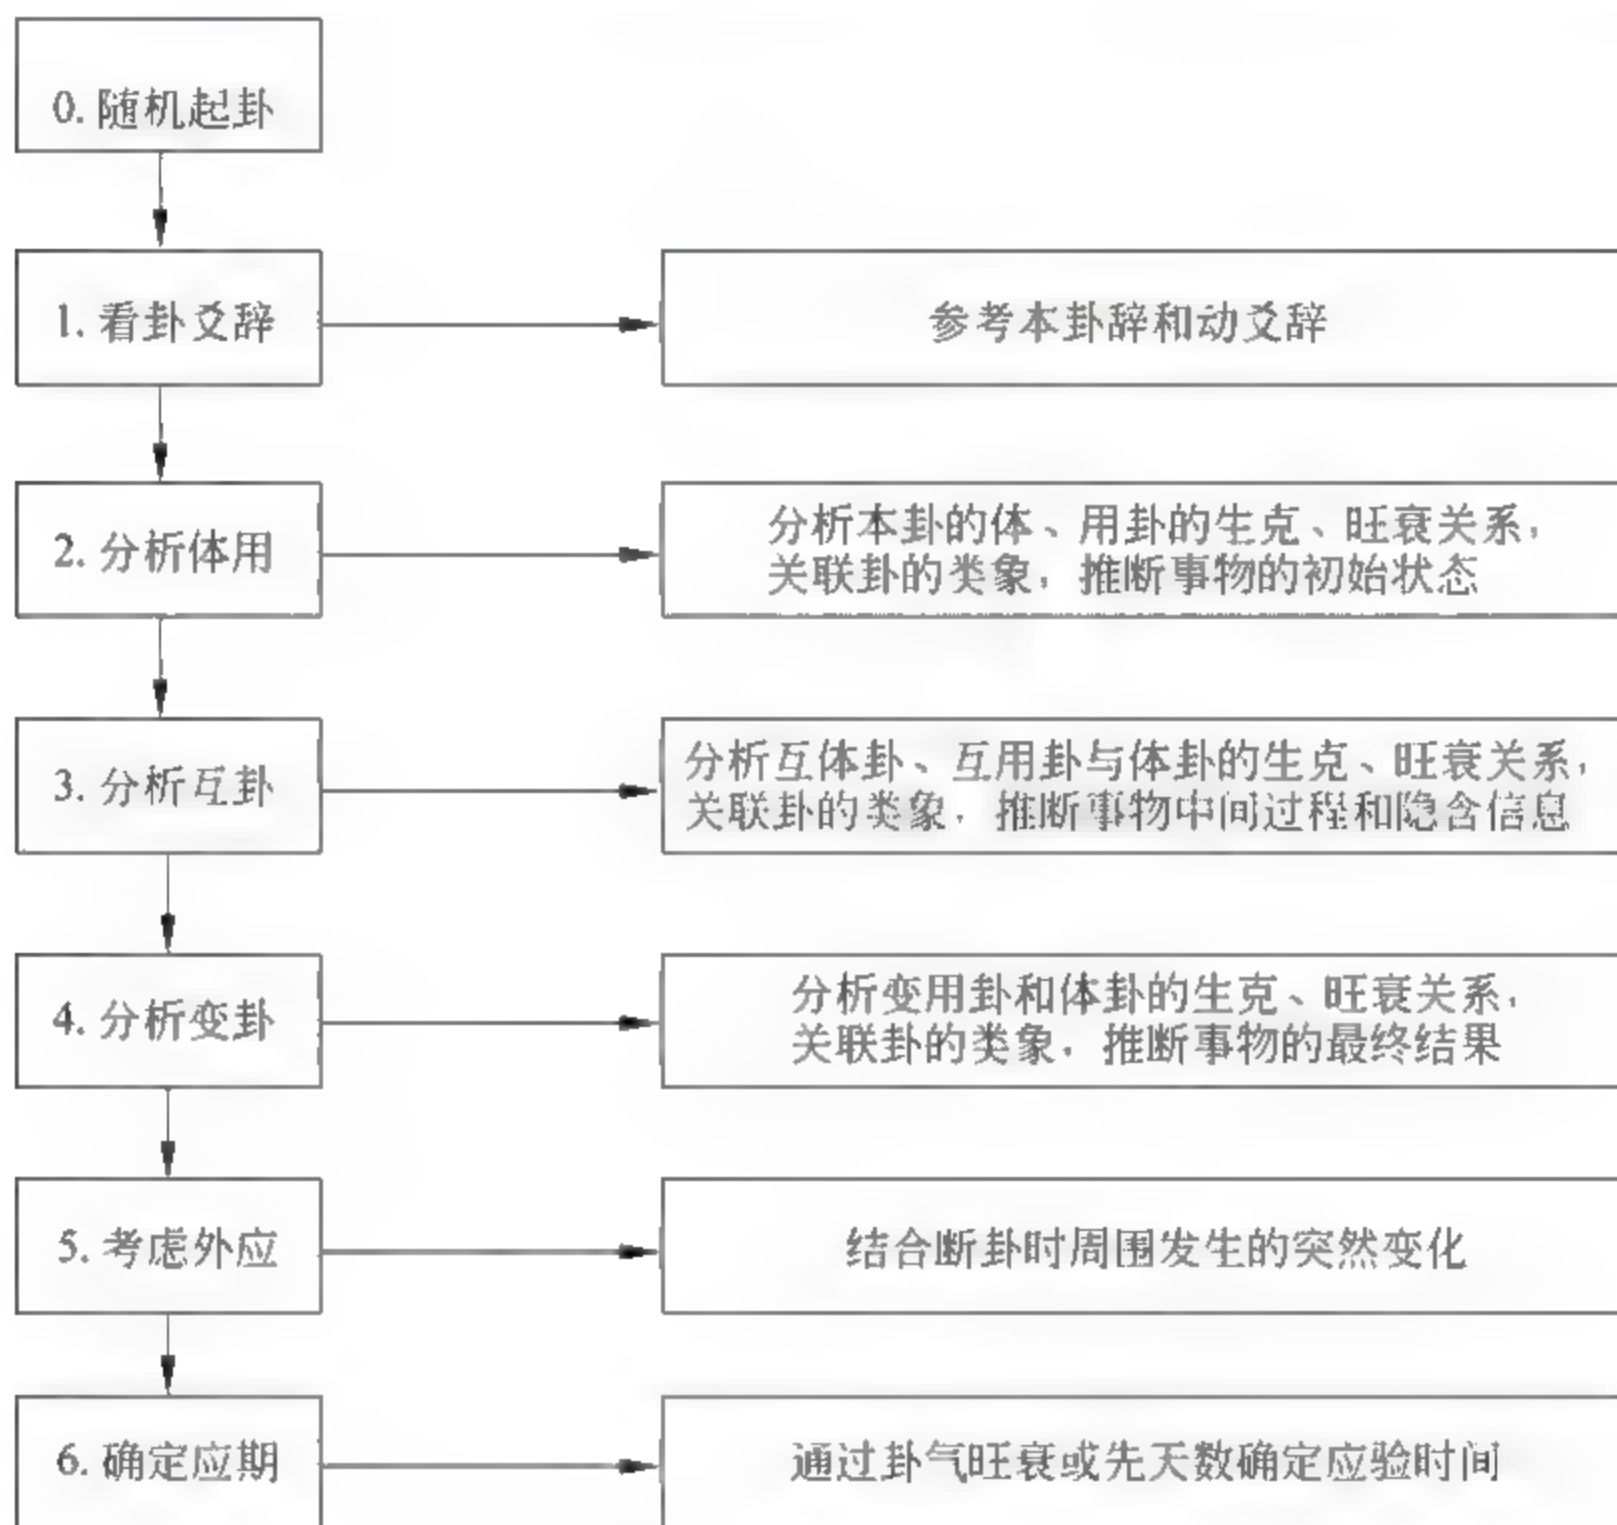 0. 随机起卦
1. 看卦爻辞
参考本卦辞和动爻辞
2. 分析体用
分析本卦的体、用卦的生克、旺衰关系，
关联卦的类象，推断事物的初始状态
3. 分析互卦
分析互体卦、互用卦与体卦的生克、旺衰关系，
关联卦的类象，推断事物中间过程和隐含信息
4. 分析变卦
分析变用卦和体卦的生克、旺衰关系，
关联卦的类象，推断事物的最终结果
5. 考虑外应
结合断卦时周围发生的突然变化
6. 确定应期
通过卦气旺衰或先天数确定应验时间